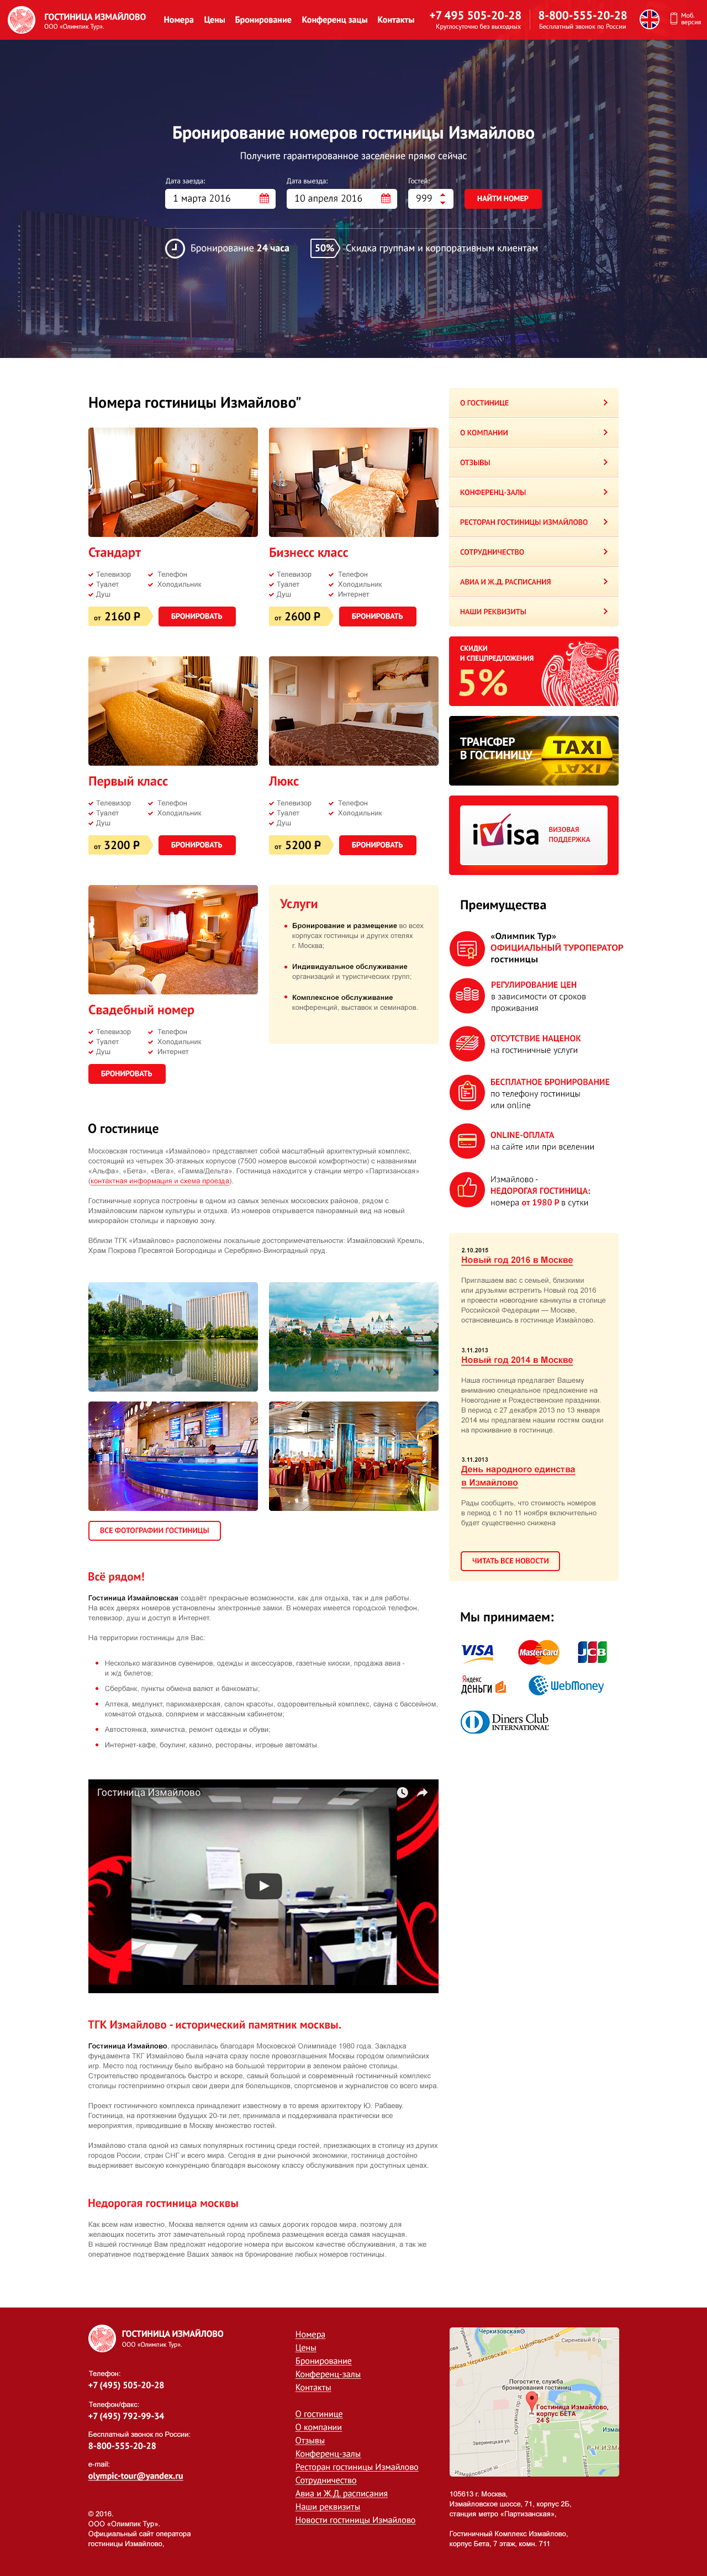 ГОСТИНИЦА ИЗМАЙЛОВО
ООО «Олимпик Тур».
Номера Цены Бронирование Конференц зацы Контакты
+7 495 505-20-28
Круглосуточно без выходных
8-800-555-20-28
Бесплатный звонок по России
Моб.
версия
Бронирование номеров гостиницы Измайлово
Получите гарантированное заселение прямо сейчас
Дата заезда: Дата выезда: Гостей:
1 марта 2016 10 апреля 2016 999 НАЙТИ НОМЕР
Бронирование 24 часа 50% Скидка группам и корпоративным клиентам
Номера гостиницы Измайлово"
Стандарт
Телевизор Телефон
Туалет Холодильник
Душ
от 2160 Р БРОНИРОВАТЬ
Бизнесс класс
Телевизор Телефон
Туалет Холодильник
Душ Интернет
от 2600 Р БРОНИРОВАТЬ
Первый класс
Телевизор Телефон
Туалет Холодильник
Душ
от 3200 Р БРОНИРОВАТЬ
Люкс
Телевизор Телефон
Туалет Холодильник
Душ
от 5200 Р БРОНИРОВАТЬ
Свадебный номер
Телевизор Телефон
Туалет Холодильник
Душ Интернет
БРОНИРОВАТЬ
Услуги
Бронирование и размещение во всех
корпусах гостиницы и других отелях
г. Москва;
Индивидуальное обслуживание
организаций и туристических групп;
Комплексное обслуживание
конференций, выставок и семинаров.
О гостинице
Московская гостиница «Измайлово» представляет собой масштабный архитектурный комплекс,
состоящий из четырех 30-этажных корпусов (7500 номеров высокой комфортности) с названиями
«Альфа», «Бета», «Вега», «Гамма/Дельта». Гостиница находится у станции метро «Партизанская»
(контактная информация и схема проезда).
Гостиничные корпуса построены в одном из самых зеленых московских районов, рядом с
Измайловским парком культуры и отдыха. Из номеров открывается панорамный вид на новый
микрорайон столицы и парковую зону.
Вблизи ТГК «Измайлово» расположены локальные достопримечательности: Измайловский Кремль,
Храм Покрова Пресвятой Богородицы и Серебряно-Виноградный пруд.
ВСЕ ФОТОГРАФИИ ГОСТИНИЦЫ
Всё рядом!
Гостиница Измайловская создаёт прекрасные возможности, как для отдыха, так и для работы.
На всех дверях номеров установлены электронные замки. В номерах имеется городской телефон,
телевизор, душ и доступ в Интернет.
На территории гостиницы для Вас:
Несколько магазинов сувениров, одежды и аксессуаров, газетные киоски, продажа авиа -
и ж/д билетов;
Сбербанк, пункты обмена валют и банкоматы;
Аптека, медпункт, парикмахерская, салон красоты, оздоровительный комплекс, сауна с бассейном,
комнатой отдыха, солярием и массажным кабинетом;
Автостоянка, химчистка, ремонт одежды и обуви;
Интернет-кафе, боулинг, казино, рестораны, игровые автоматы.
Гостиница Измайлово
ТГК Измайлово - исторический памятник москвы.
Гостиница Измайлово, прославилась благодаря Московской Олимпиаде 1980 года. Закладка
фундамента ТКГ Измайлово была начата сразу после провозглашения Москвы городом олимпийских
игр. Место под гостиницу было выбрано на большой территории в зеленом районе столицы.
Строительство продвигалось быстро и вскоре, самый большой и современный гостиничный комплекс
столицы гостеприимно открыл свои двери для болельщиков, спортсменов и журналистов со всего мира.
Проект гостиничного комплекса принадлежит известному в то время архитектору Ю. Рабаеву.
Гостиница, на протяжении будущих 20-ти лет, принимала и поддерживала практически все
мероприятия, приводившие в Москву множество гостей.
Измайлово стала одной из самых популярных гостиниц среди гостей, приезжающих в столицу из других
городов России, стран СНГ и всего мира. Сегодня в дни рыночной экономики, гостиница достойно
выдерживает высокую конкуренцию благодаря высокому классу обслуживания при доступных ценах.
Недорогая гостиница москвы
Как всем нам известно, Москва является одним из самых дорогих городов мира, поэтому для
желающих посетить этот замечательный город проблема размещения всегда самая насущная.
В нашей гостинице Вам предложат недорогие номера при высоком качестве обслуживания, а так же
оперативное подтверждение Ваших заявок на бронирование любых номеров гостиницы.
О ГОСТИНИЦЕ
О КОМПАНИИ
ОТЗЫВЫ
КОНФЕРЕНЦ-ЗАЛЫ
РЕСТОРАН ГОСТИНИЦЫ ИЗМАЙЛОВО
СОТРУДНИЧЕСТВО
АВИА И Ж.Д. РАСПИСАНИЯ
НАШИ РЕКВИЗИТЫ
СКИДКИ
И СПЕЦПРЕДЛОЖЕНИЯ
5%
ТРАНСФЕР
В ГОСТИНИЦУ
TAXI
iVisa
ВИЗОВАЯ
ПОДДЕРЖКА
Преимущества
«Олимпик Тур»
ОФИЦИАЛЬНЫЙ ТУРОПЕРАТОР
гостиницы
РЕГУЛИРОВАНИЕ ЦЕН
в зависимости от сроков
проживания
ОТСУТСТВИЕ НАЦЕНОК
на гостиничные услуги
БЕСПЛАТНОЕ БРОНИРОВАНИЕ
по телефону гостиницы
или online
ONLINE-ОПЛАТА
на сайте или при вселении
Измайлово -
НЕДОРОГАЯ ГОСТИНИЦА:
номера от 1980 Р в сутки
2.10.2015
Новый год 2016 в Москве
Приглашаем вас с семьей, близкими
или друзьями встретить Новый год 2016
и провести новогодние каникулы в столице
Российской Федерации — Москве,
остановившись в гостинице Измайлово.
3.11.2013
Новый год 2014 в Москве
Наша гостиница предлагает Вашему
вниманию специальное предложение на
Новогодние и Рождественские праздники.
В период с 27 декабря 2013 по 13 января
2014 мы предлагаем нашим гостям скидки
на проживание в гостинице.
3.11.2013
День народного единства
в Измайлово
Рады сообщить, что стоимость номеров
в период с 1 по 11 ноября включительно
будет существенно снижена
ЧИТАТЬ ВСЕ НОВОСТИ
Мы принимаем:
VISA MasterCard JCB
Яндекс
деньги WebMoney
Diners Club
INTERNATIONAL
ГОСТИНИЦА ИЗМАЙЛОВО
ООО «Олимпик Тур».
Телефон:
+7 (495) 505-20-28
Телефон/факс:
+7 (495) 792-99-34
Бесплатный звонок по России:
8-800-555-20-28
e-mail:
olympic-tour@yandex.ru
© 2016.
ООО «Олимпик Тур».
Официальный сайт оператора
гостиницы Измайлово,
Номера
Цены
Бронирование
Конференц-залы
Контакты
О гостинице
О компании
Отзывы
Конференц-залы
Ресторан гостиницы Измайлово
Сотрудничество
Авиа и Ж.Д. расписания
Наши реквизиты
Новости гостиницы Измайлово
Черкизовская
Сиреневый б-р
Погостите, служба
бронирования гостиниц
Гостиница Измайлово,
корпус БЕТА
24 $
105613 г. Москва,
Измайловское шоссе, 71, корпус 2Б,
станция метро «Партизанская»,
Гостиничный Комплекс Измайлово,
корпус Бета, 7 этаж, комн. 711